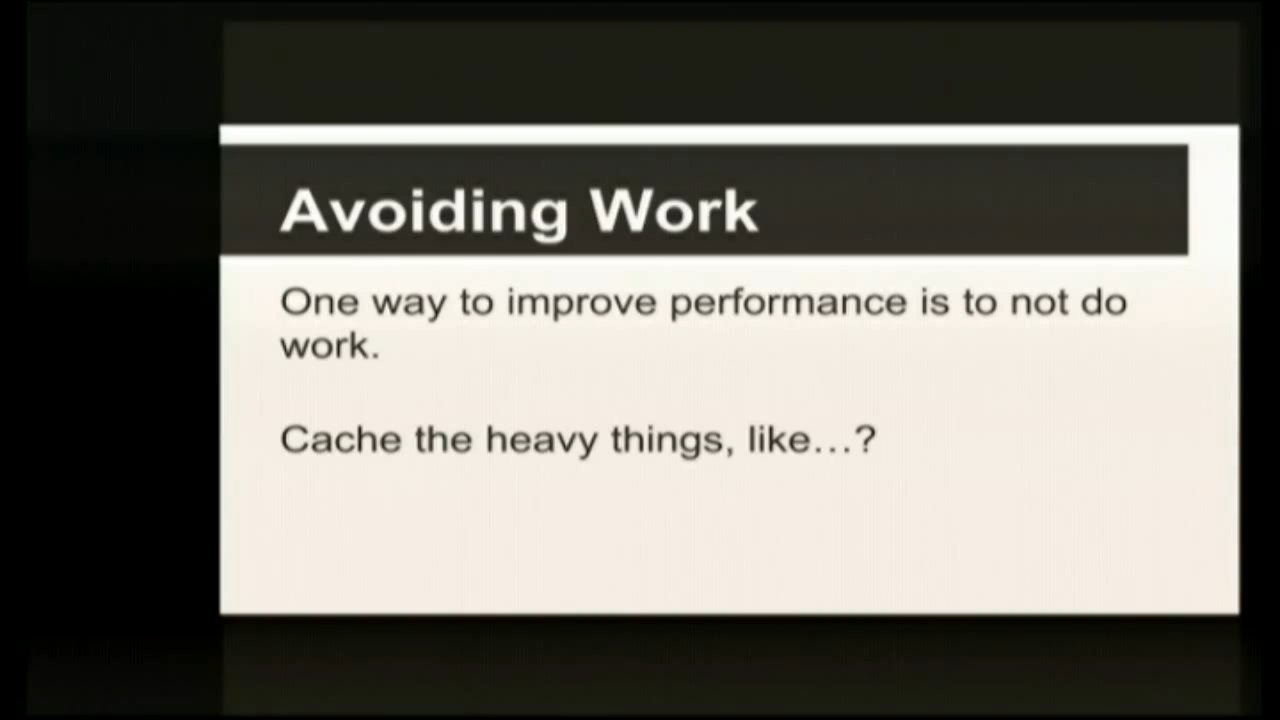 Avoiding Work
One way to improve performance is to not do
work.
Cache the heavy things, like…?